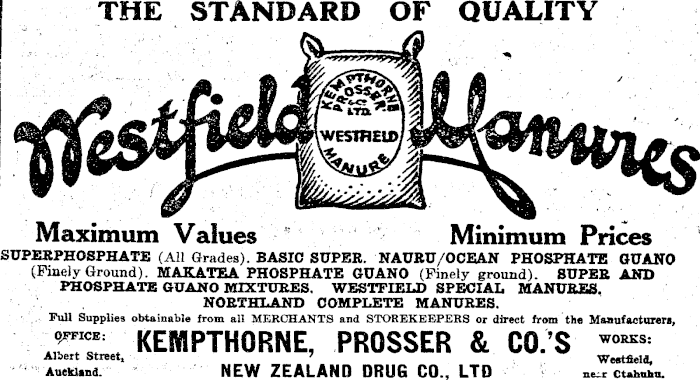 THE STANDARD OF QUALITY
Westfield Manures
KEMPTHORNE
PROSSER
& CO
LTD.
WESTFIELD
MANURE
Maximum Values
Minimum Prices
SUPERPHOSPHATE (All Grades). BASIC SUPER. NAURU/OCEAN PHOSPHATE GUANO
(Finely Ground). MAKATEA PHOSPHATE GUANO (Finely ground). SUPER AND
PHOSPHATE GUANO MIXTURES. WESTFIELD SPECIAL MANURES,
NORTHLAND COMPLETE MANURES.
Full Supplies obtainable from all MERCHANTS and STOREKEEPERS or direct from the Manufacturers,
OFFICE:
Albert Street,
Auckland.
KEMPTHORNE, PROSSER & CO.'S
NEW ZEALAND DRUG CO., LTD
WORKS:
Westfield,
near Otahuhu.